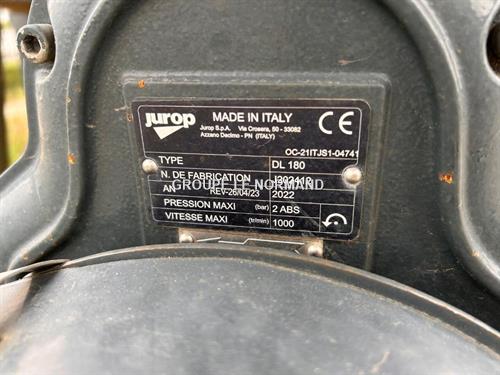 jurop
MADE IN ITALY
Jurop S.p.A. Via Crosera, 50 - 33082
Azzano Decimo - PN (ITALY)
CE
OC-21ITJS1-04741
TYPE DL 180
N. DE FABRICATION
GROUPE LE NORMAND
AN REV-26/04/23 2022
PRESSION MAXI (bar) 2 ABS
VITESSE MAXI (tr/min) 1000